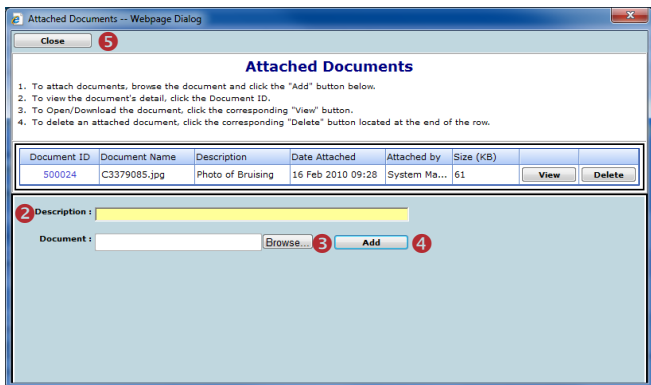 Attached Documents -- Webpage Dialog
Close 5
Attached Documents
1. To attach documents, browse the document and click the "Add" button below.
2. To view the document's detail, click the Document ID.
3. To Open/Download the document, click the corresponding "View" button.
4. To delete an attached document, click the corresponding "Delete" button located at the end of the row.
Document ID Document Name Description Date Attached Attached by Size (KB)
500024 C3379085.jpg Photo of Bruising 16 Feb 2010 09:28 System Ma... 61 View Delete
2 Description :
Document : Browse... 3 Add 4